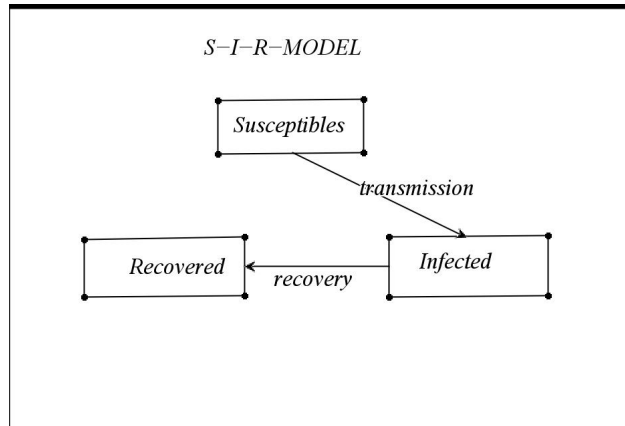 S−I−R−MODEL
Susceptibles
transmission
Recovered
Infected
recovery